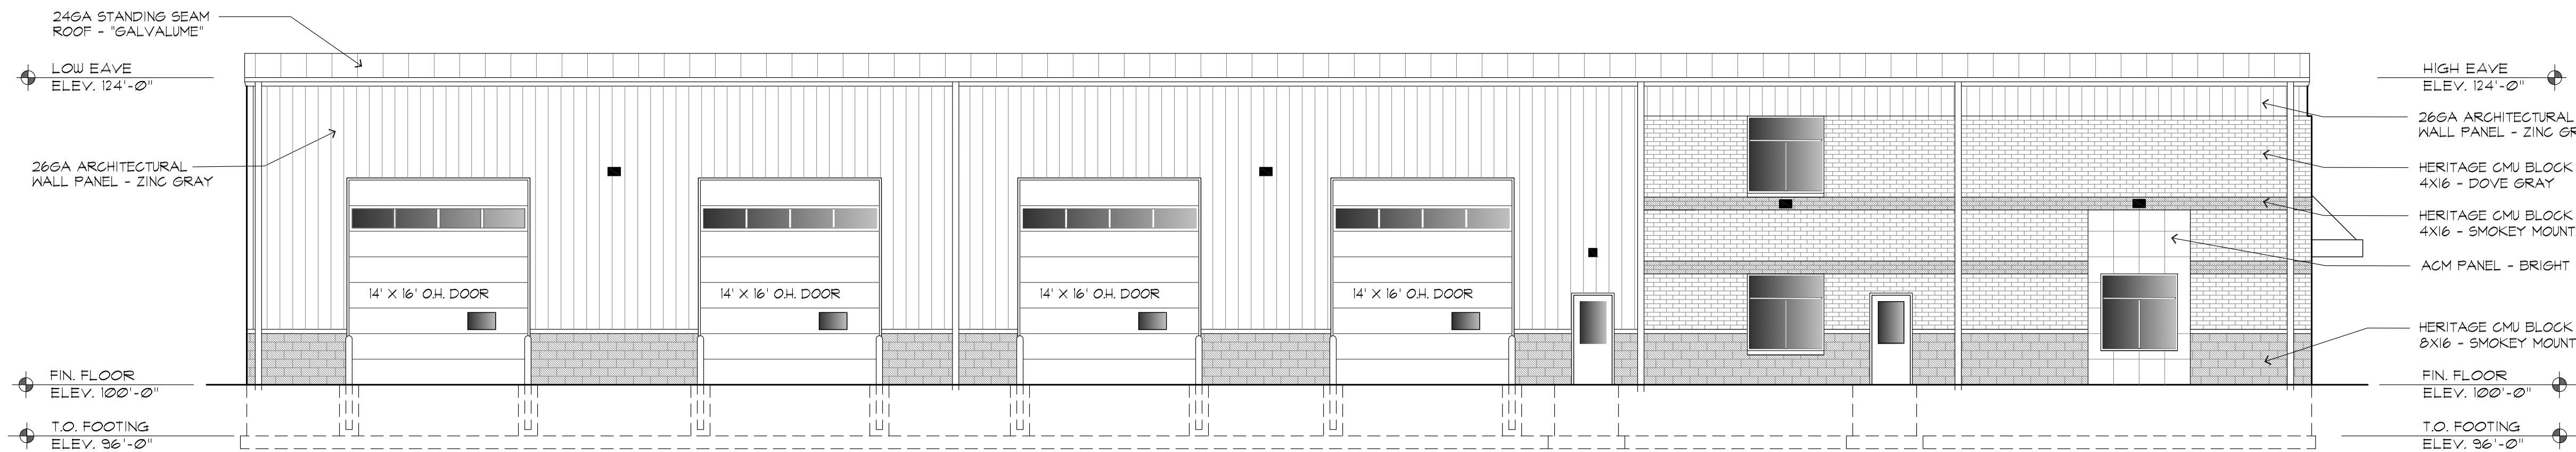 24GA STANDING SEAM
ROOF - "GALVALUME"
LOW EAVE
ELEV. 124'-0"
26GA ARCHITECTURAL
WALL PANEL - ZINC GRAY
FIN. FLOOR
ELEV. 100'-0"
T.O. FOOTING
ELEV. 96'-0"
14' X 16' O.H. DOOR
14' X 16' O.H. DOOR
14' X 16' O.H. DOOR
14' X 16' O.H. DOOR
HIGH EAVE
ELEV. 124'-0"
26GA ARCHITECTURAL
WALL PANEL - ZINC GR
HERITAGE CMU BLOCK
4X16 - DOVE GRAY
HERITAGE CMU BLOCK
4X16 - SMOKEY MOUNT
ACM PANEL - BRIGHT
HERITAGE CMU BLOCK
8X16 - SMOKEY MOUNT
FIN. FLOOR
ELEV. 100'-0"
T.O. FOOTING
ELEV. 96'-0"